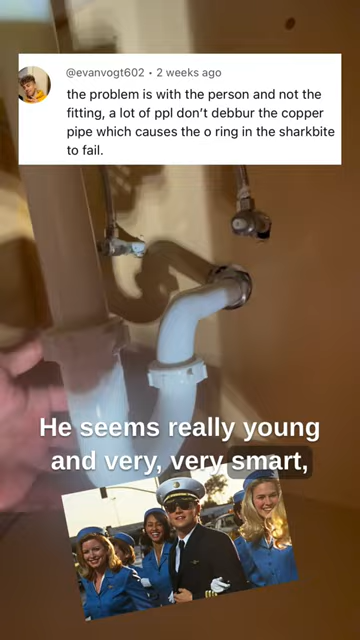 @evanvogt602 • 2 weeks ago
the problem is with the person and not the
fitting, a lot of ppl don't debbur the copper
pipe which causes the o ring in the sharkbite
to fail.
He seems really young
and very, very smart,